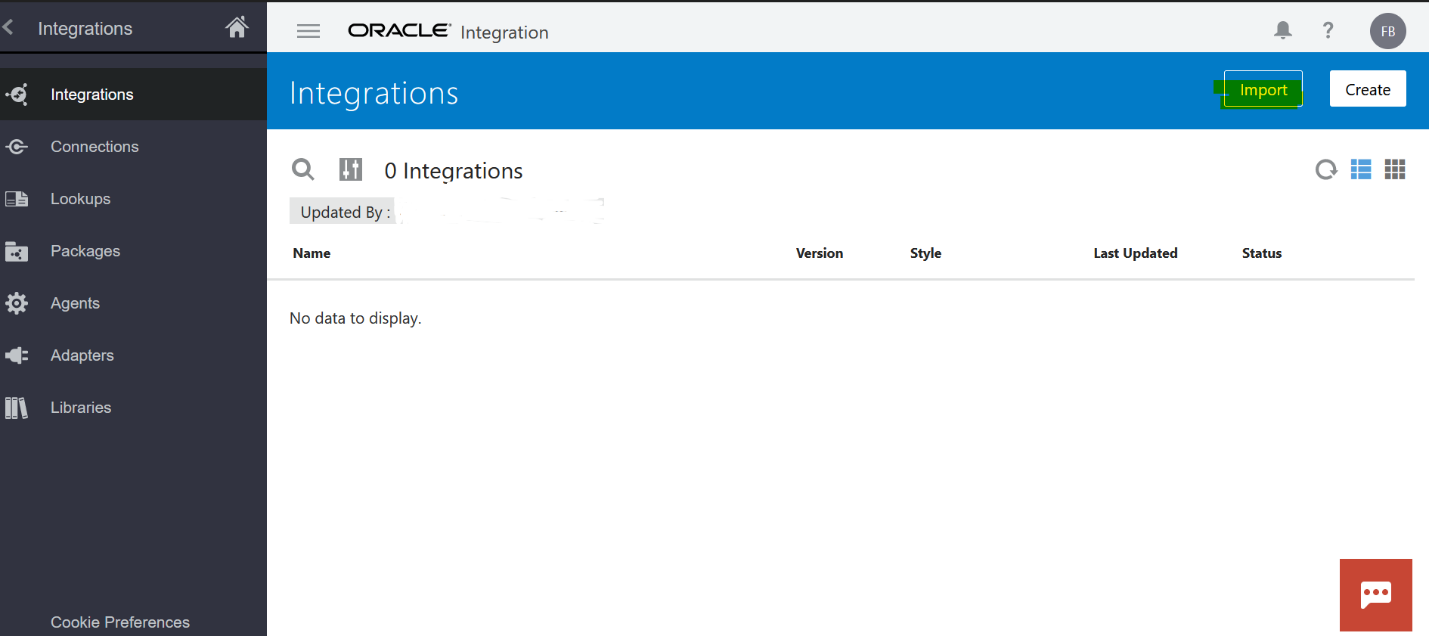 Integrations
ORACLE Integration
?
FB
Integrations
Integrations
Import
Create
Connections
0 Integrations
Lookups
Updated By :
Name Version Style Last Updated Status
Packages
Agents
No data to display.
Adapters
Libraries
Cookie Preferences